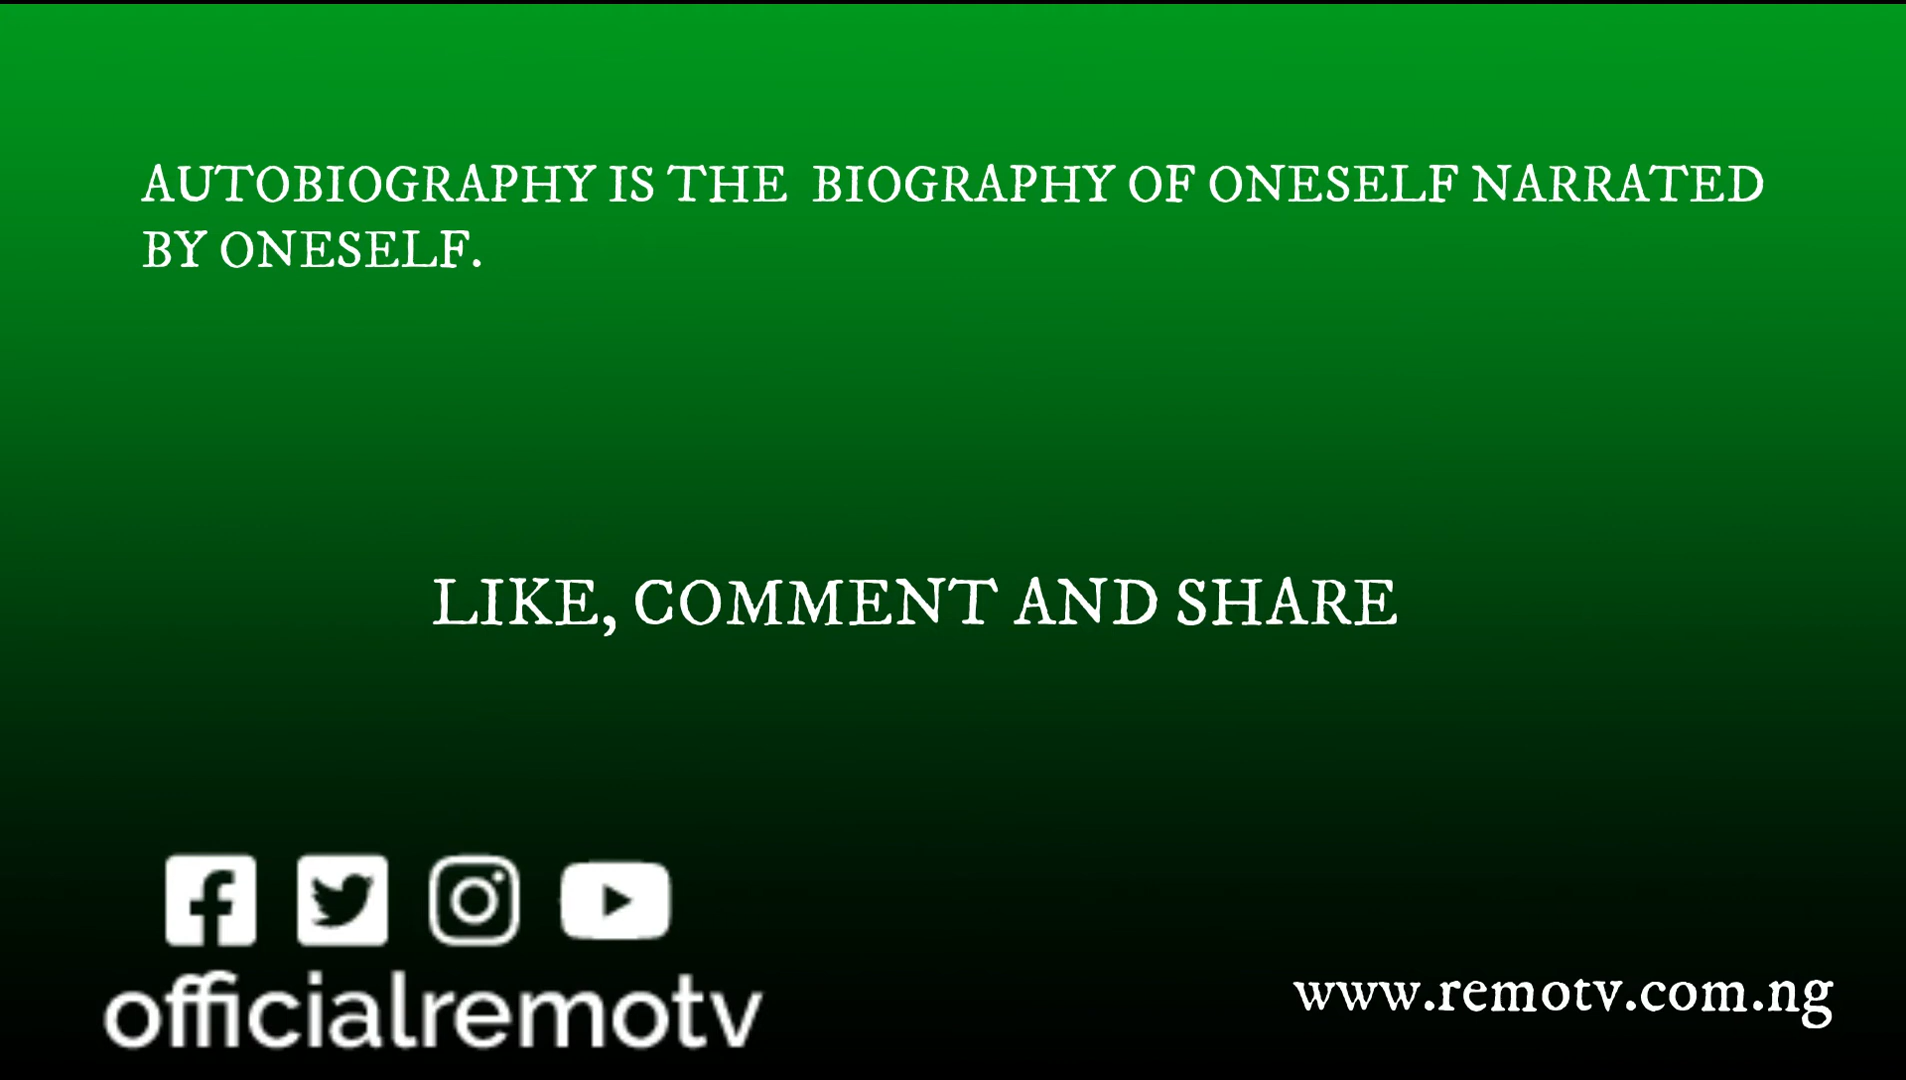 AUTOBIOGRAPHY IS THE BIOGRAPHY OF ONESELF NARRATED
BY ONESELF.
LIKE, COMMENT AND SHARE
officialremotv
www.remotv.com.ng